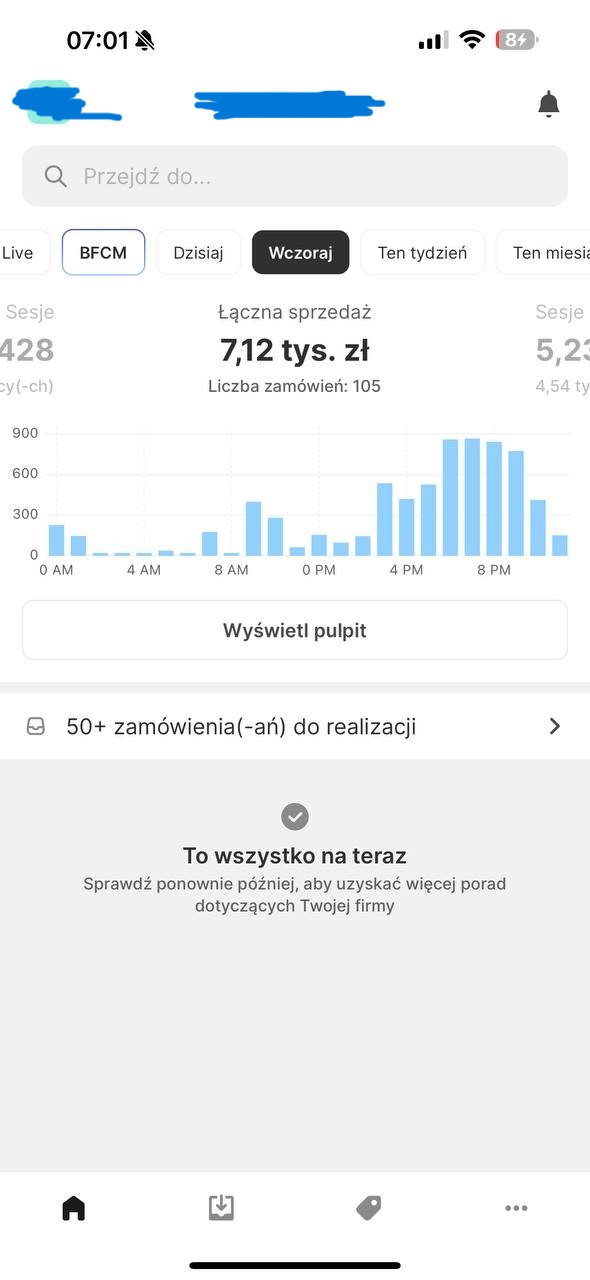 07:01
8
Przejdź do...
Live BFCM Dzisiaj Wczoraj Ten tydzień Ten miesią
Sesje Łączna sprzedaż Sesje
428 7,12 tys. zł 5,23
cy(-ch) Liczba zamówień: 105 4,54 ty
900
600
300
0
0 AM 4 AM 8 AM 0 PM 4 PM 8 PM
Wyświetl pulpit
50+ zamówienia(-ań) do realizacji
To wszystko na teraz
Sprawdź ponownie później, aby uzyskać więcej porad
dotyczących Twojej firmy